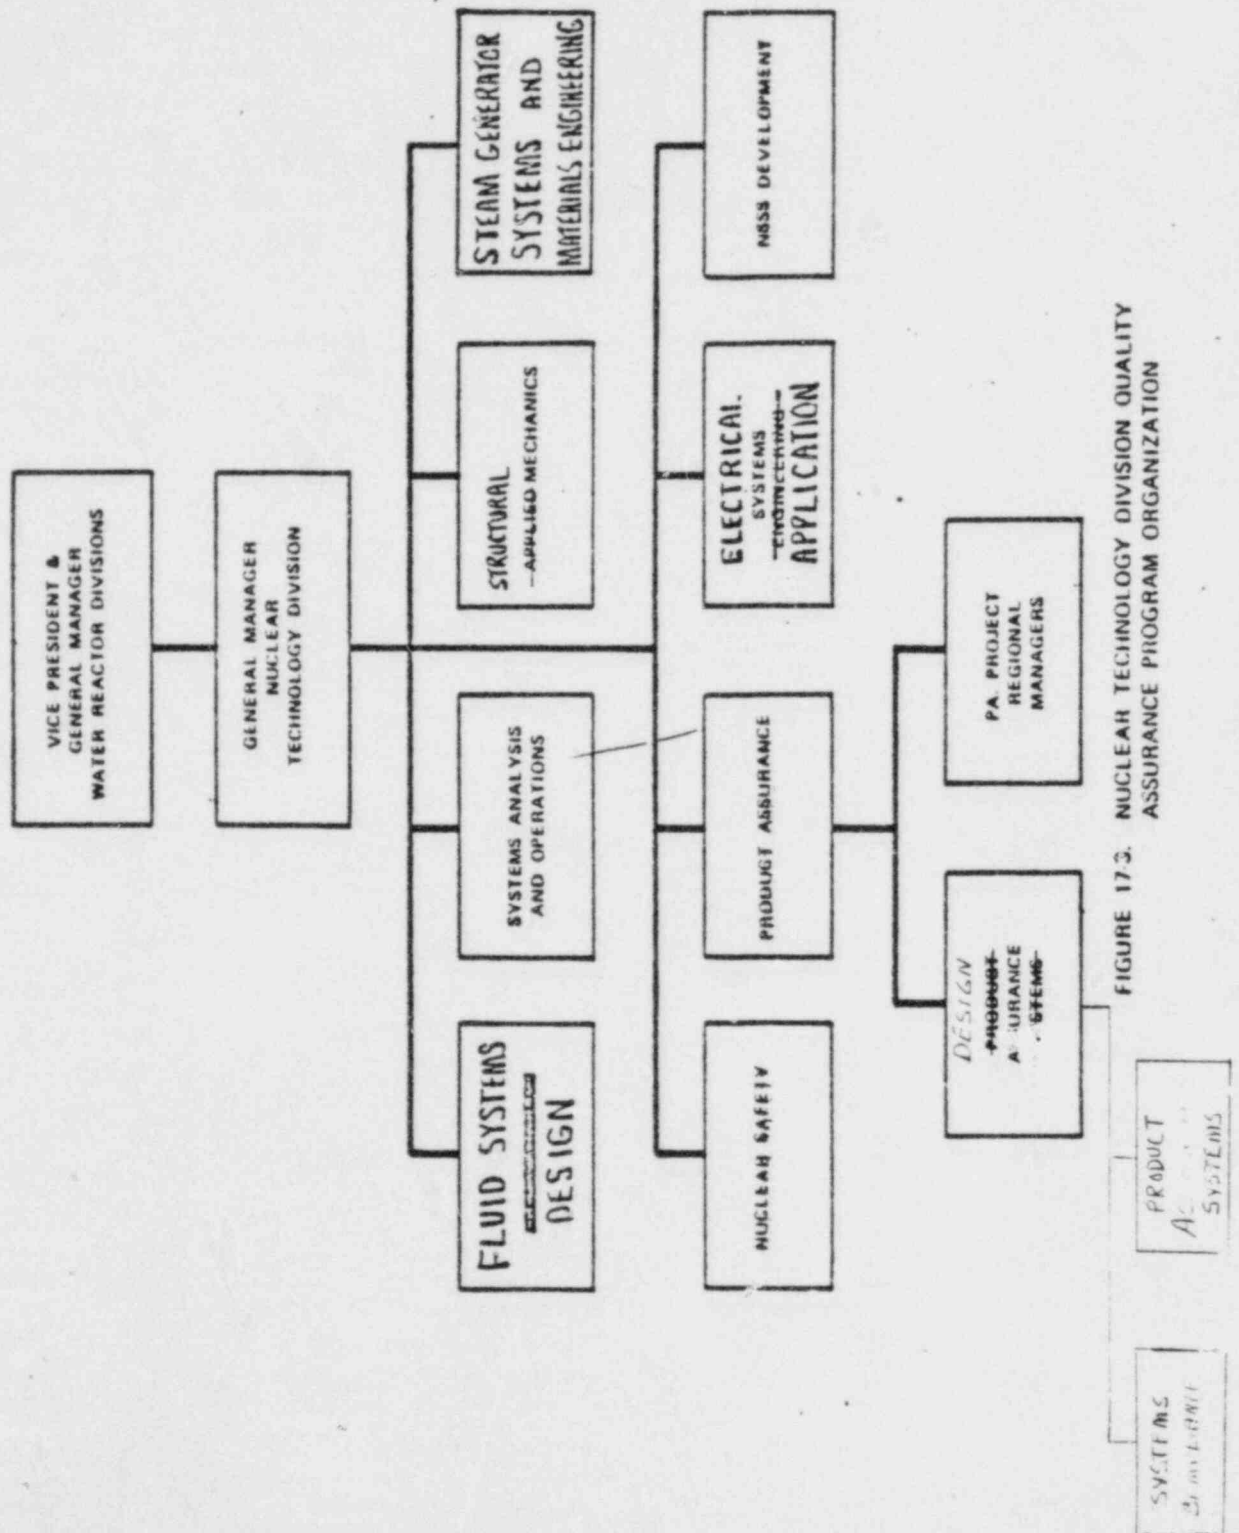 VICE PRESIDENT &
GENERAL MANAGER
WATER REACTOR DIVISIONS
GENERAL MANAGER
NUCLEAR
TECHNOLOGY DIVISION
FLUID SYSTEMS
DESIGN
SYSTEMS ANALYSIS
AND OPERATIONS
STRUCTURAL
APPLIED MECHANICS
STEAM GENERATOR
SYSTEMS AND
MATERIALS ENGINEERING
NUCLEAR SAFETY
PRODUCT ASSURANCE
ELECTRICAL
SYSTEMS
ENGINEERING
APPLICATION
NSSS DEVELOPMENT
DESIGN
PRODUCT
A URANCE
STEMS
PA. PROJECT
REGIONAL
MANAGERS
SYSTEMS
PRODUCT
SYSTEMS
FIGURE 17-3. NUCLEAR TECHNOLOGY DIVISION QUALITY
ASSURANCE PROGRAM ORGANIZATION